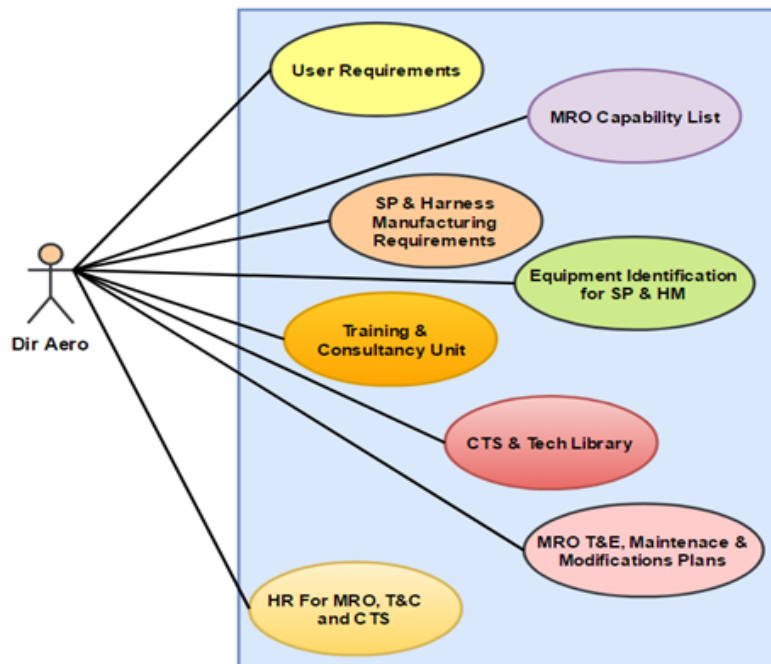 User Requirements
MRO Capability List
SP & Harness
Manufacturing
Requirements
Equipment Identification
for SP & HM
Dir Aero
Training &
Consultancy Unit
CTS & Tech Library
MRO T&E, Maintenace &
Modifications Plans
HR For MRO, T&C
and CTS